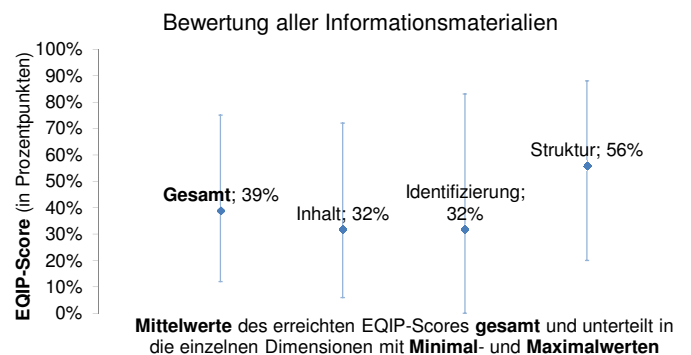 Bewertung aller Informationsmaterialien
100%
90%
80%
70%
60%
50%
40%
30%
20%
10%
0%
EQIP-Score (in Prozentpunkten)
Gesamt; 39%
Inhalt; 32%
Identifizierung;
32%
Struktur; 56%
Mittelwerte des erreichten EQIP-Scores gesamt und unterteilt in
die einzelnen Dimensionen mit Minimal- und Maximalwerten